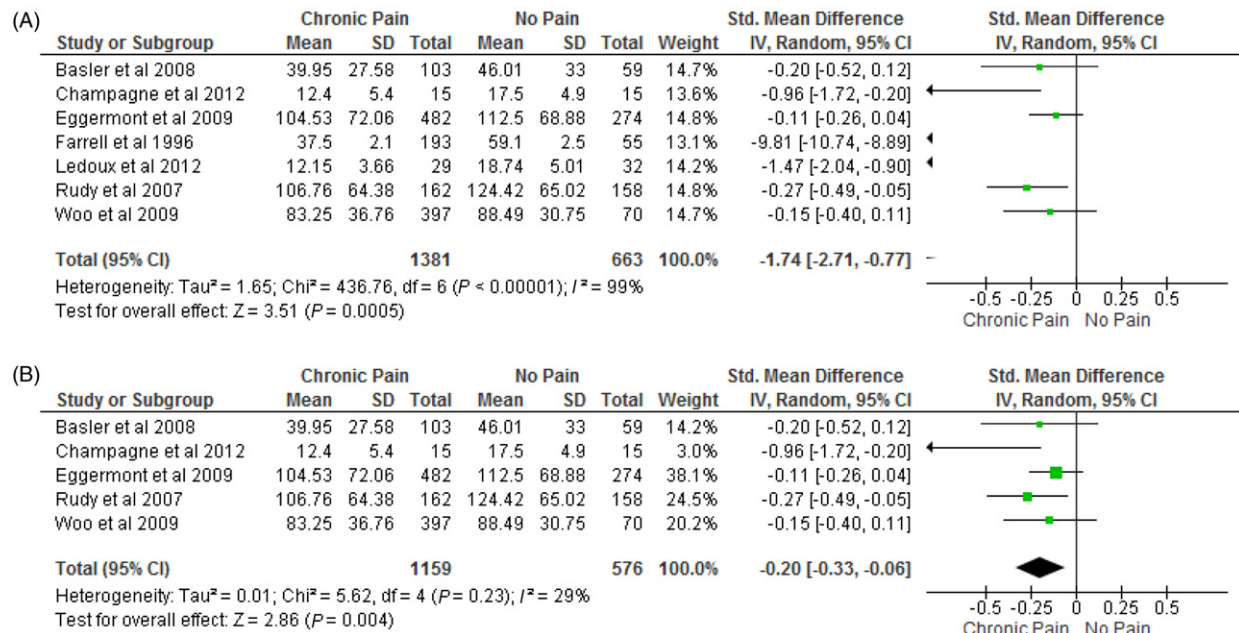 (A)
Chronic Pain No Pain Std. Mean Difference Std. Mean Difference
Study or Subgroup Mean SD Total Mean SD Total Weight IV, Random, 95% CI IV, Random, 95% CI
Basler et al 2008 39.95 27.58 103 46.01 33 59 14.7% -0.20 [-0.52, 0.12]
Champagne et al 2012 12.4 5.4 15 17.5 4.9 15 13.6% -0.96 [-1.72, -0.20]
Eggermont et al 2009 104.53 72.06 482 112.5 68.88 274 14.8% -0.11 [-0.26, 0.04]
Farrell et al 1996 37.5 2.1 193 59.1 2.5 55 13.1% -9.81 [-10.74, -8.89]
Ledoux et al 2012 12.15 3.66 29 18.74 5.01 32 14.2% -1.47 [-2.04, -0.90]
Rudy et al 2007 106.76 64.38 162 124.42 65.02 158 14.8% -0.27 [-0.49, -0.05]
Woo et al 2009 83.25 36.76 397 88.49 30.75 70 14.7% -0.15 [-0.40, 0.11]
Total (95% CI) 1381 663 100.0% -1.74 [-2.71, -0.77]
Heterogeneity: Tau² = 1.65; Chi² = 436.76, df = 6 (P < 0.00001); I² = 99%
Test for overall effect: Z = 3.51 (P = 0.0005)
-0.5 -0.25 0 0.25 0.5
Chronic Pain No Pain
(B)
Chronic Pain No Pain Std. Mean Difference Std. Mean Difference
Study or Subgroup Mean SD Total Mean SD Total Weight IV, Random, 95% CI IV, Random, 95% CI
Basler et al 2008 39.95 27.58 103 46.01 33 59 14.2% -0.20 [-0.52, 0.12]
Champagne et al 2012 12.4 5.4 15 17.5 4.9 15 3.0% -0.96 [-1.72, -0.20]
Eggermont et al 2009 104.53 72.06 482 112.5 68.88 274 38.1% -0.11 [-0.26, 0.04]
Rudy et al 2007 106.76 64.38 162 124.42 65.02 158 24.5% -0.27 [-0.49, -0.05]
Woo et al 2009 83.25 36.76 397 88.49 30.75 70 20.2% -0.15 [-0.40, 0.11]
Total (95% CI) 1159 576 100.0% -0.20 [-0.33, -0.06]
Heterogeneity: Tau² = 0.01; Chi² = 5.62, df = 4 (P = 0.23); I² = 29%
Test for overall effect: Z = 2.86 (P = 0.004)
-0.5 -0.25 0 0.25 0.5
Chronic Pain No Pain